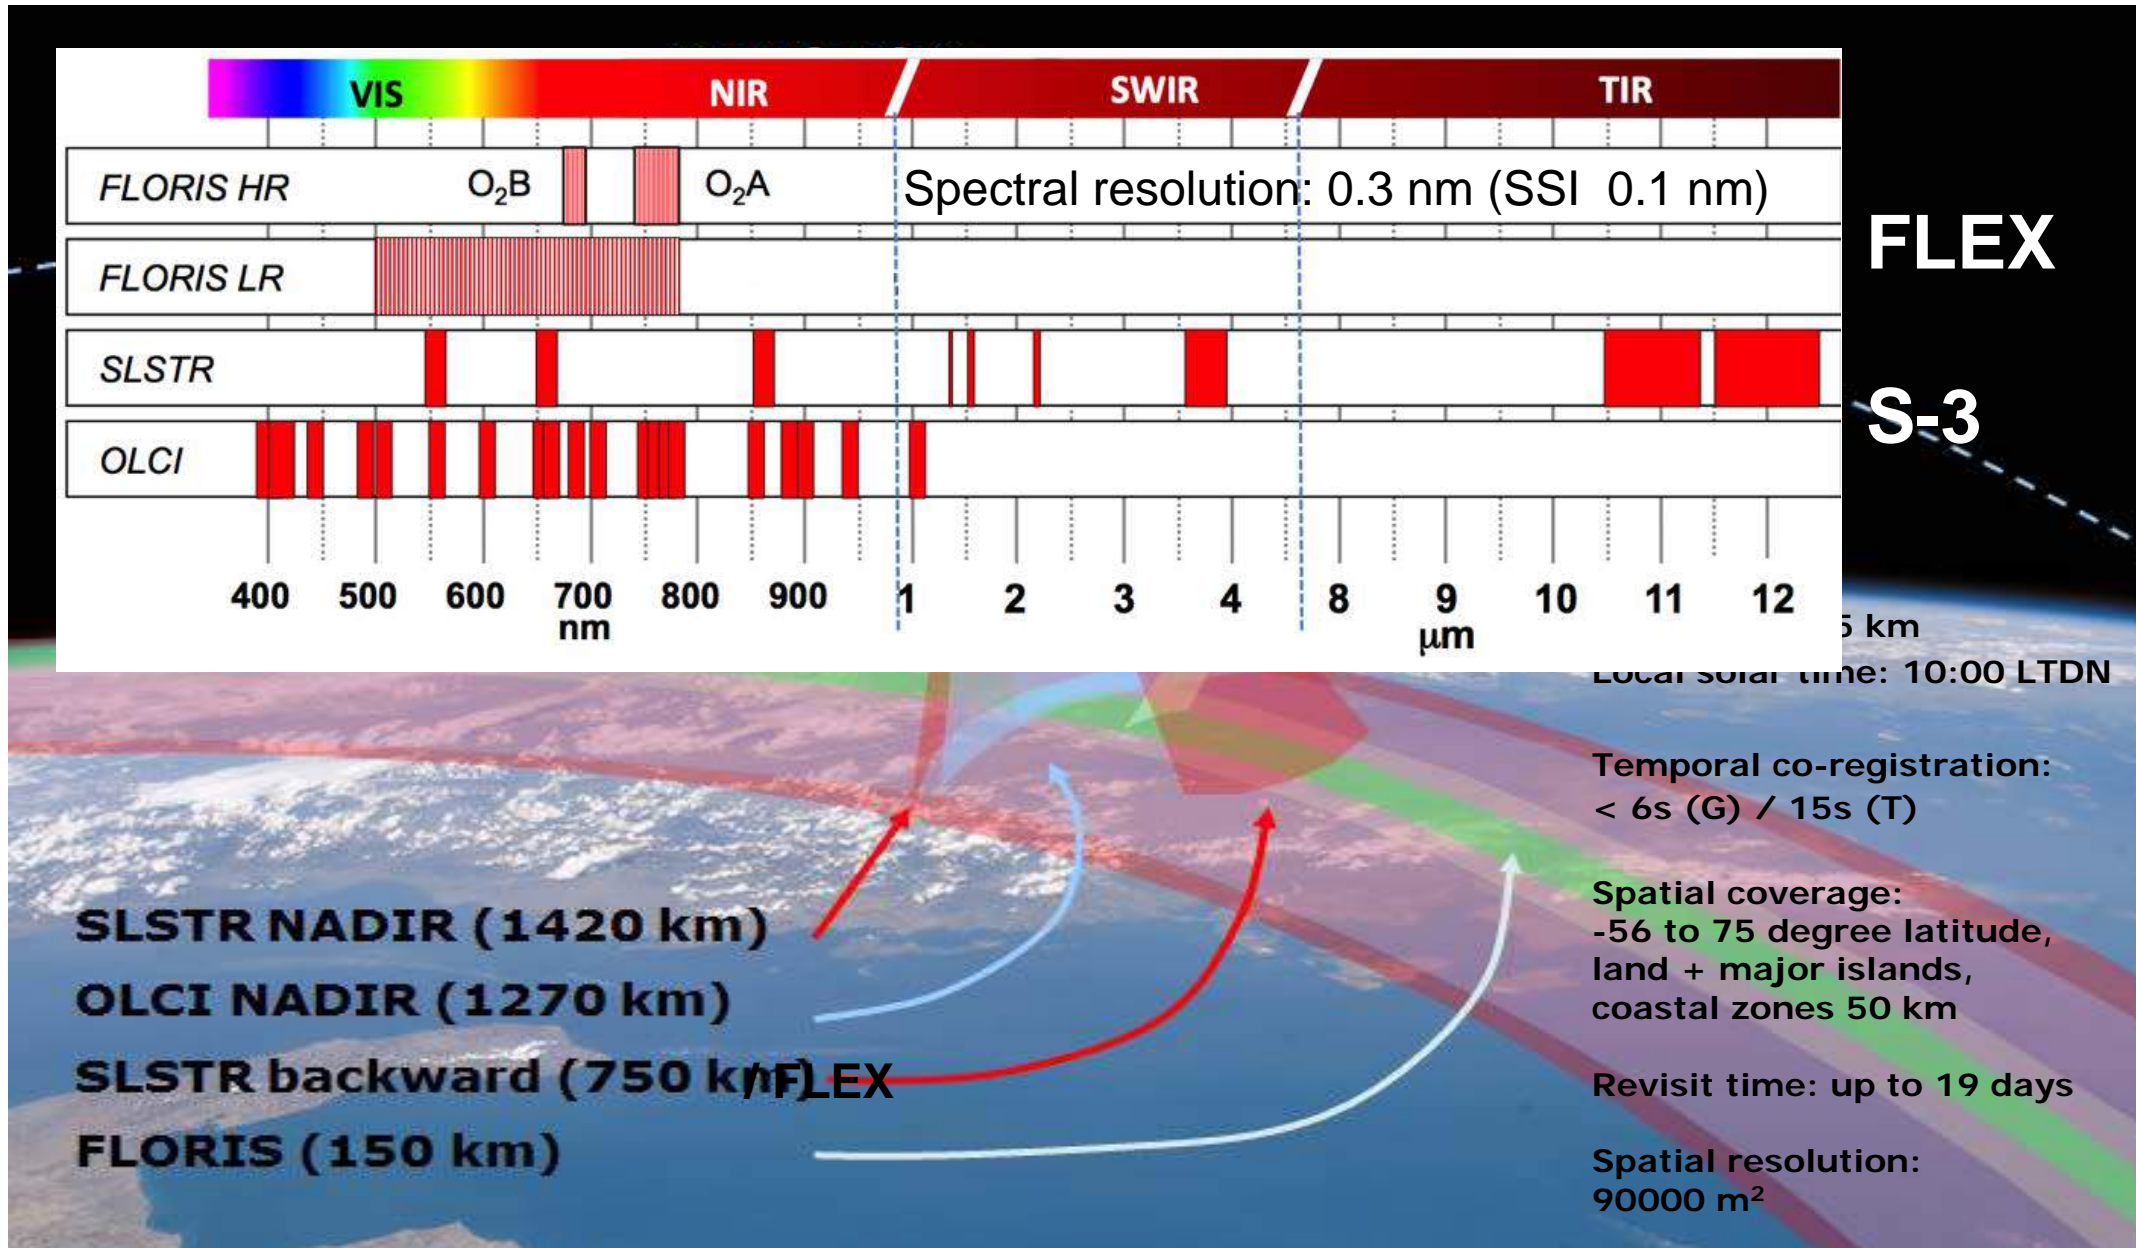 VIS NIR SWIR TIR
FLORIS HR O₂B O₂A Spectral resolution: 0.3 nm (SSI 0.1 nm)
FLEX
FLORIS LR
SLSTR
S-3
OLCI
400 500 600 700 800 900 1 2 3 4 8 9 10 11 12
nm μm
5 km
Local solar time: 10:00 LTDN
Temporal co-registration:
< 6s (G) / 15s (T)
Spatial coverage:
-56 to 75 degree latitude,
land + major islands,
coastal zones 50 km
Revisit time: up to 19 days
Spatial resolution:
90000 m²
SLSTR NADIR (1420 km)
OLCI NADIR (1270 km)
SLSTR backward (750 km)
/ FLEX
FLORIS (150 km)